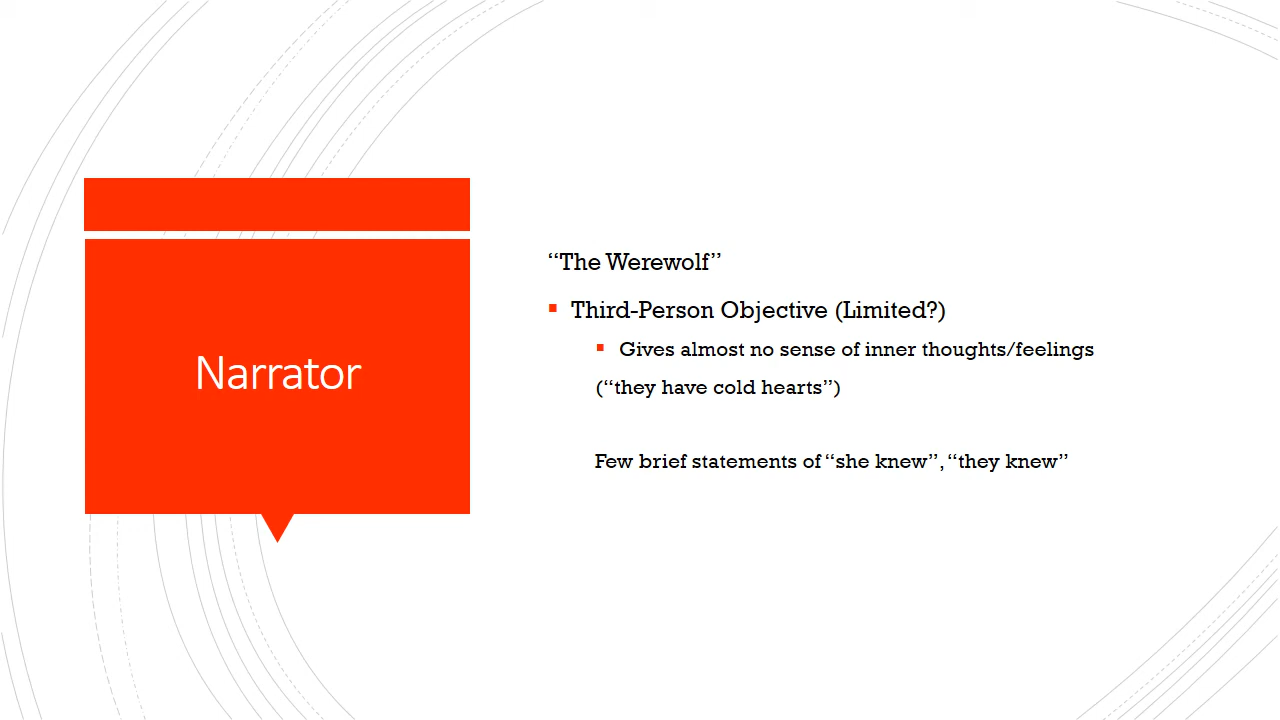 Narrator
“The Werewolf”
Third-Person Objective (Limited?)
Gives almost no sense of inner thoughts/feelings
(“they have cold hearts”)
Few brief statements of “she knew”, “they knew”